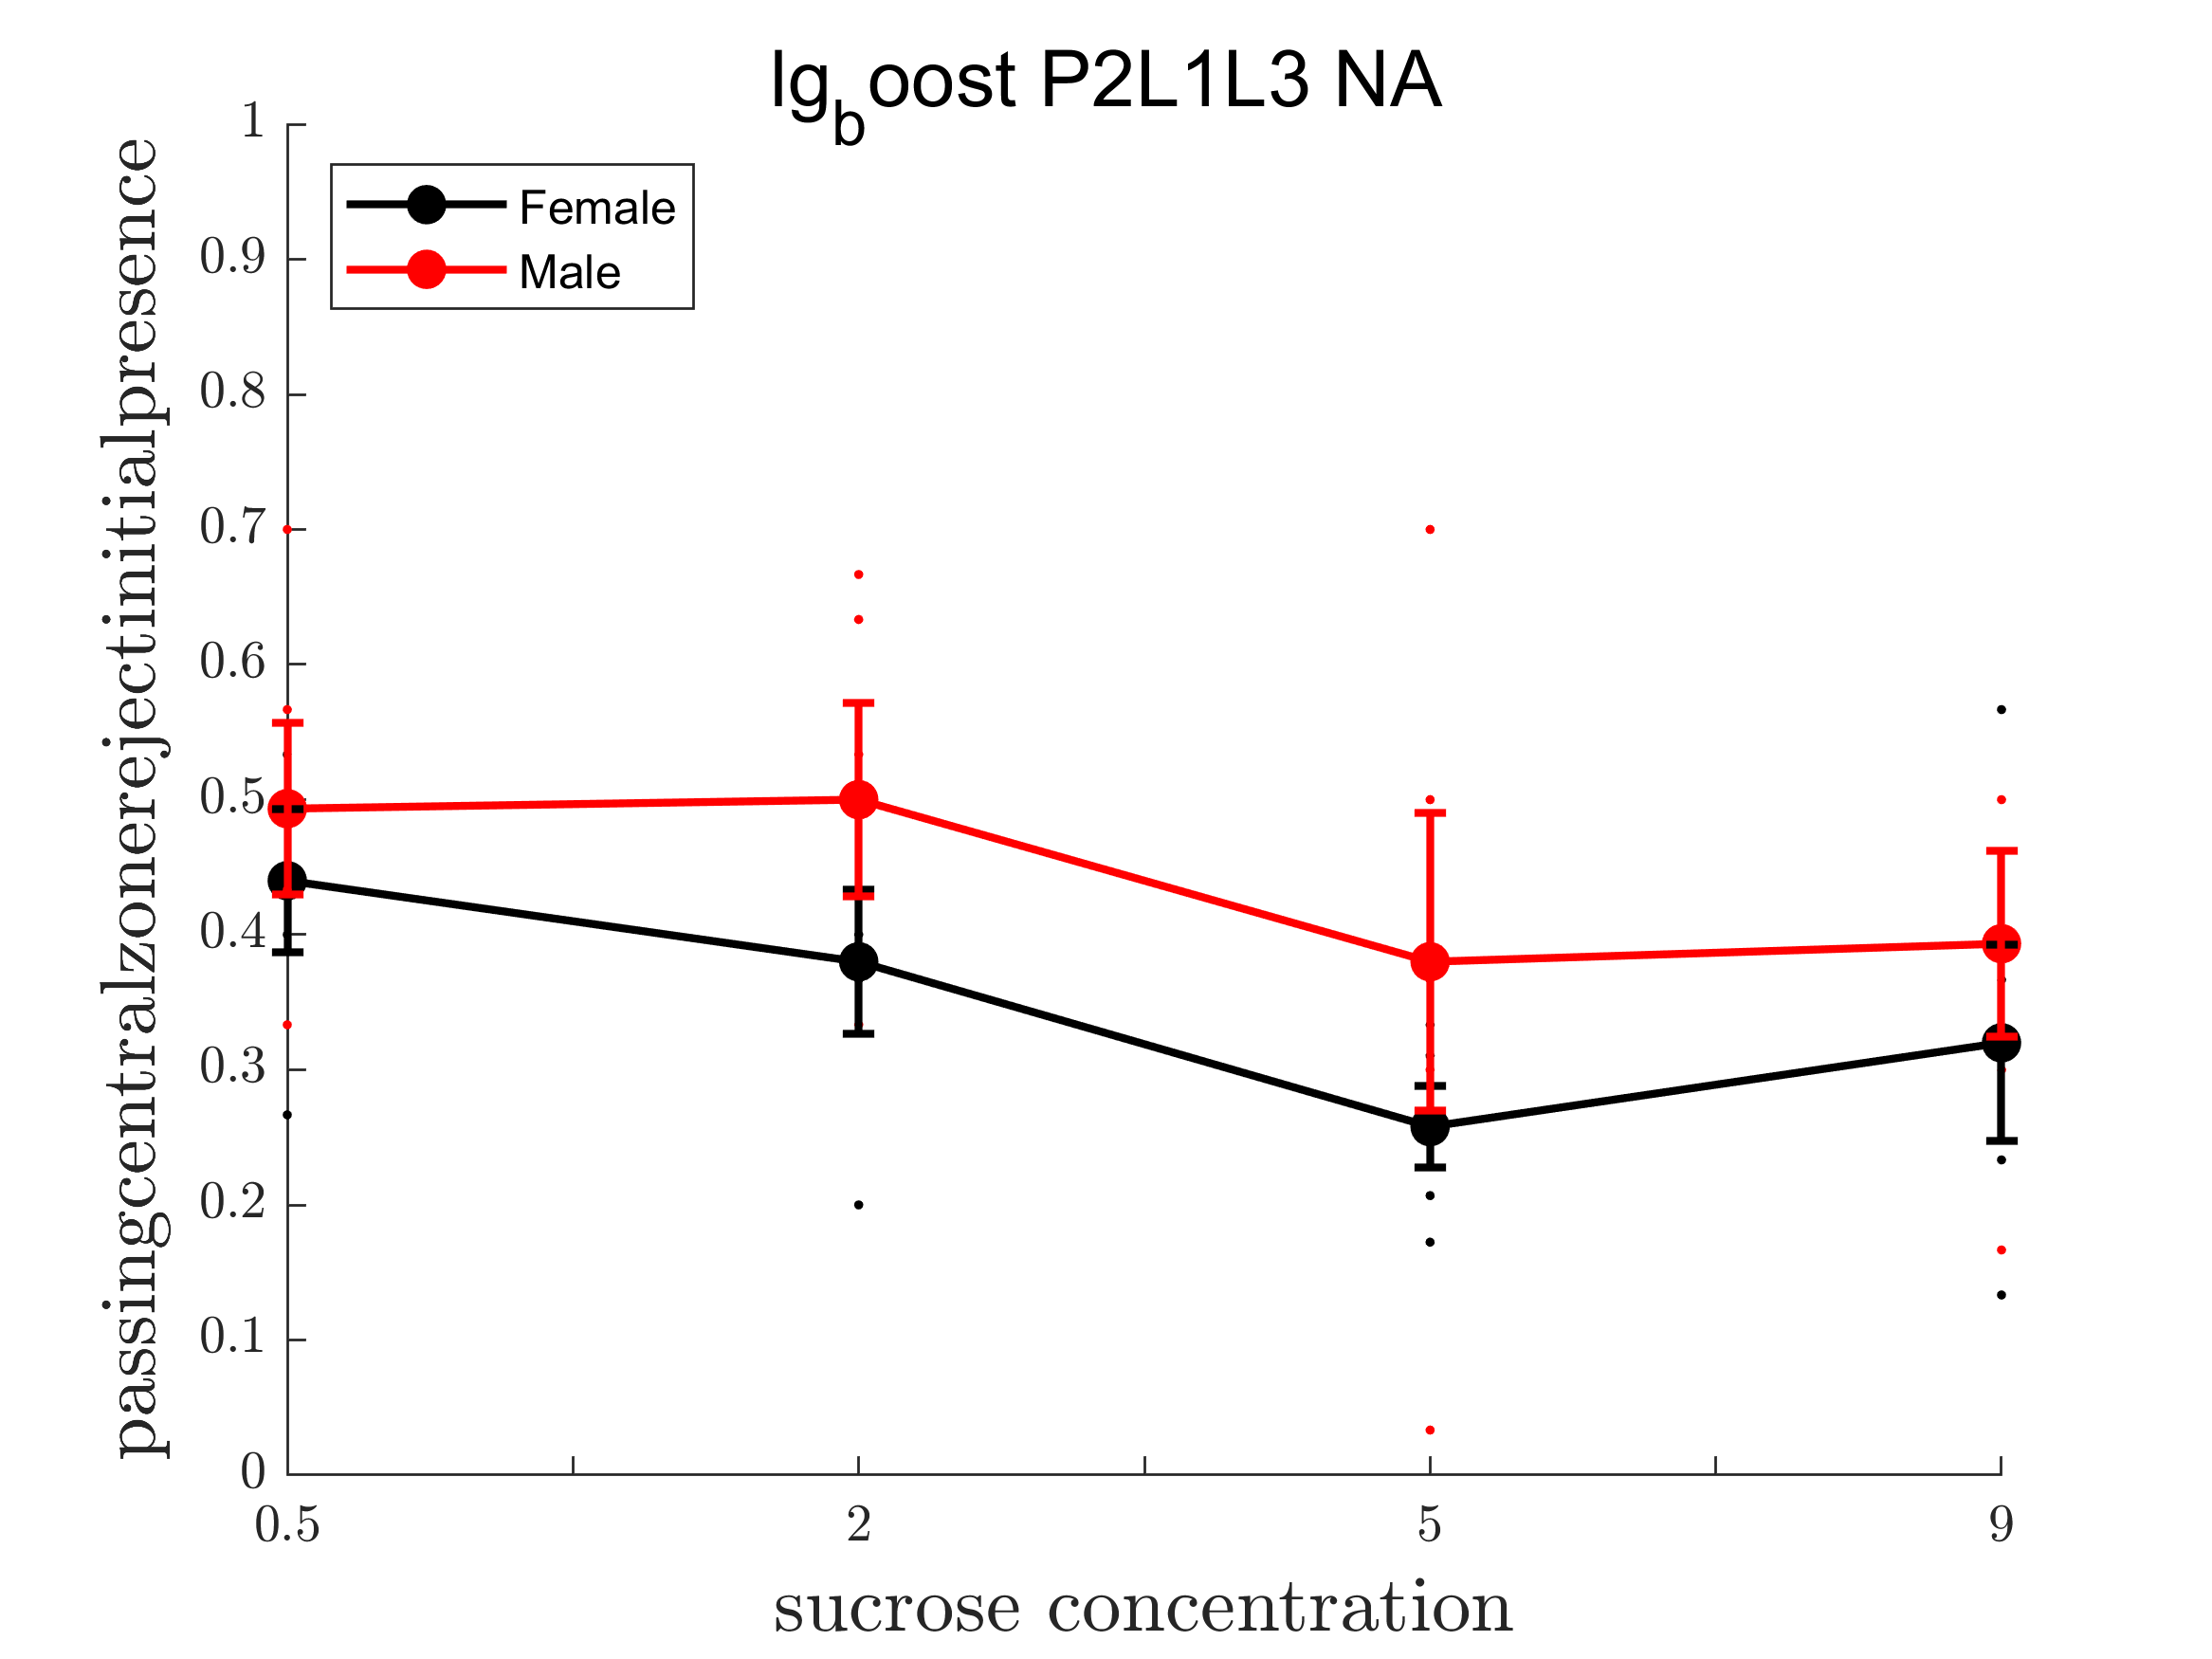 lg_boost P2L1L3 NA
Female
Male
1
0.9
0.8
0.7
0.6
0.5
0.4
0.3
0.2
0.1
0
passingcentralzonerejectinitialpresence
0.5 2 5 9
sucrose concentration